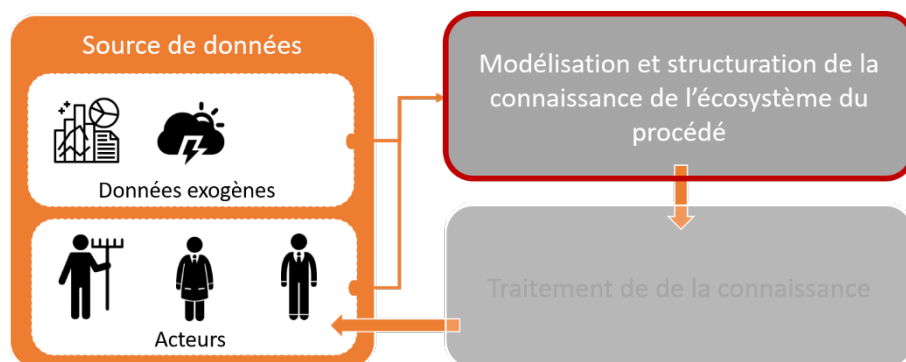 Source de données
Données exogènes
Acteurs
Modélisation et structuration de la
connaissance de l'écosystème du
procédé
Traitement de de la connaissance